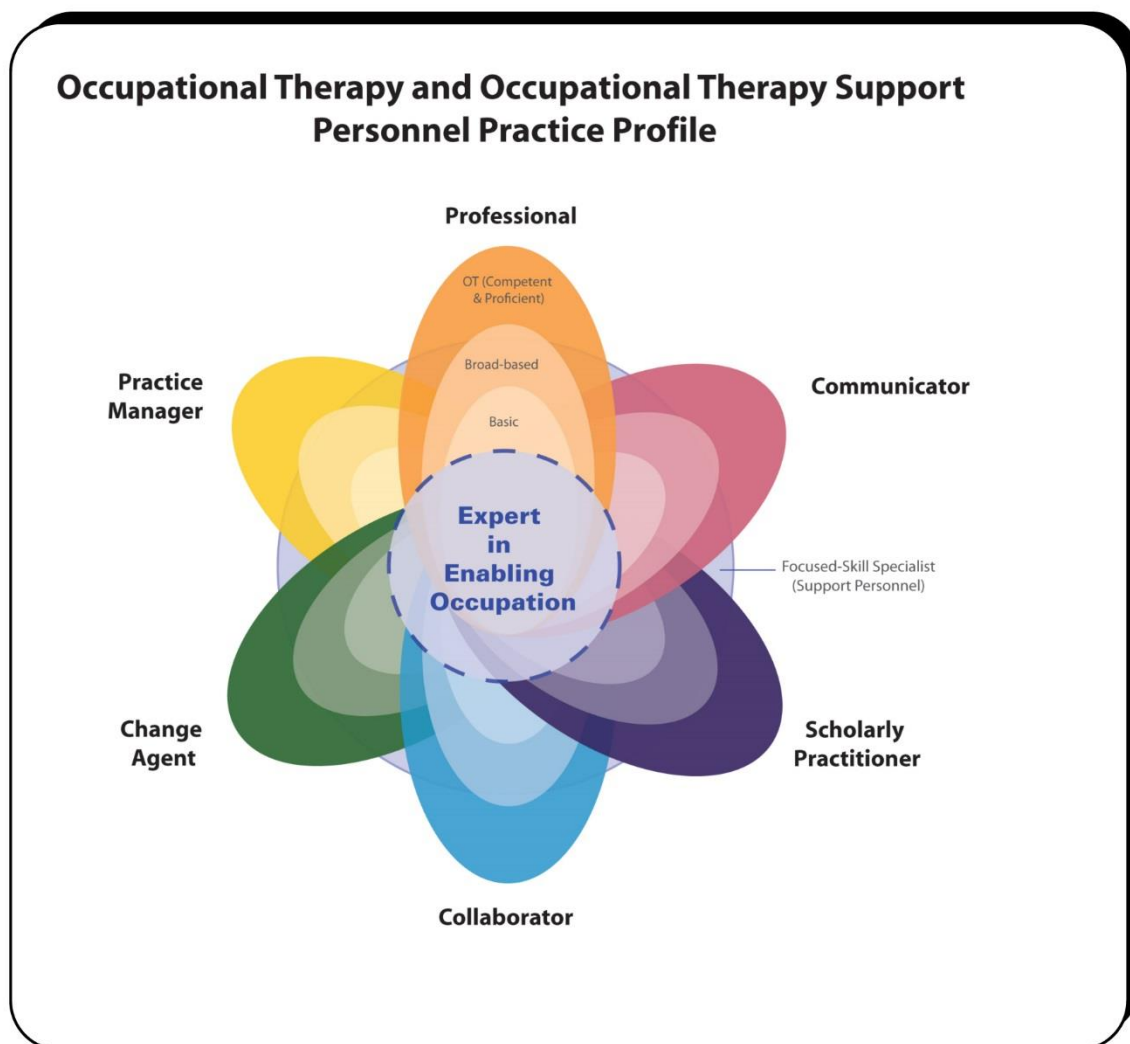 Occupational Therapy and Occupational Therapy Support
Personnel Practice Profile
Professional
OT (Competent
& Proficient)
Broad-based
Basic
Practice
Manager
Communicator
Expert
in
Enabling
Occupation
Focused-Skill Specialist
(Support Personnel)
Change
Agent
Scholarly
Practitioner
Collaborator